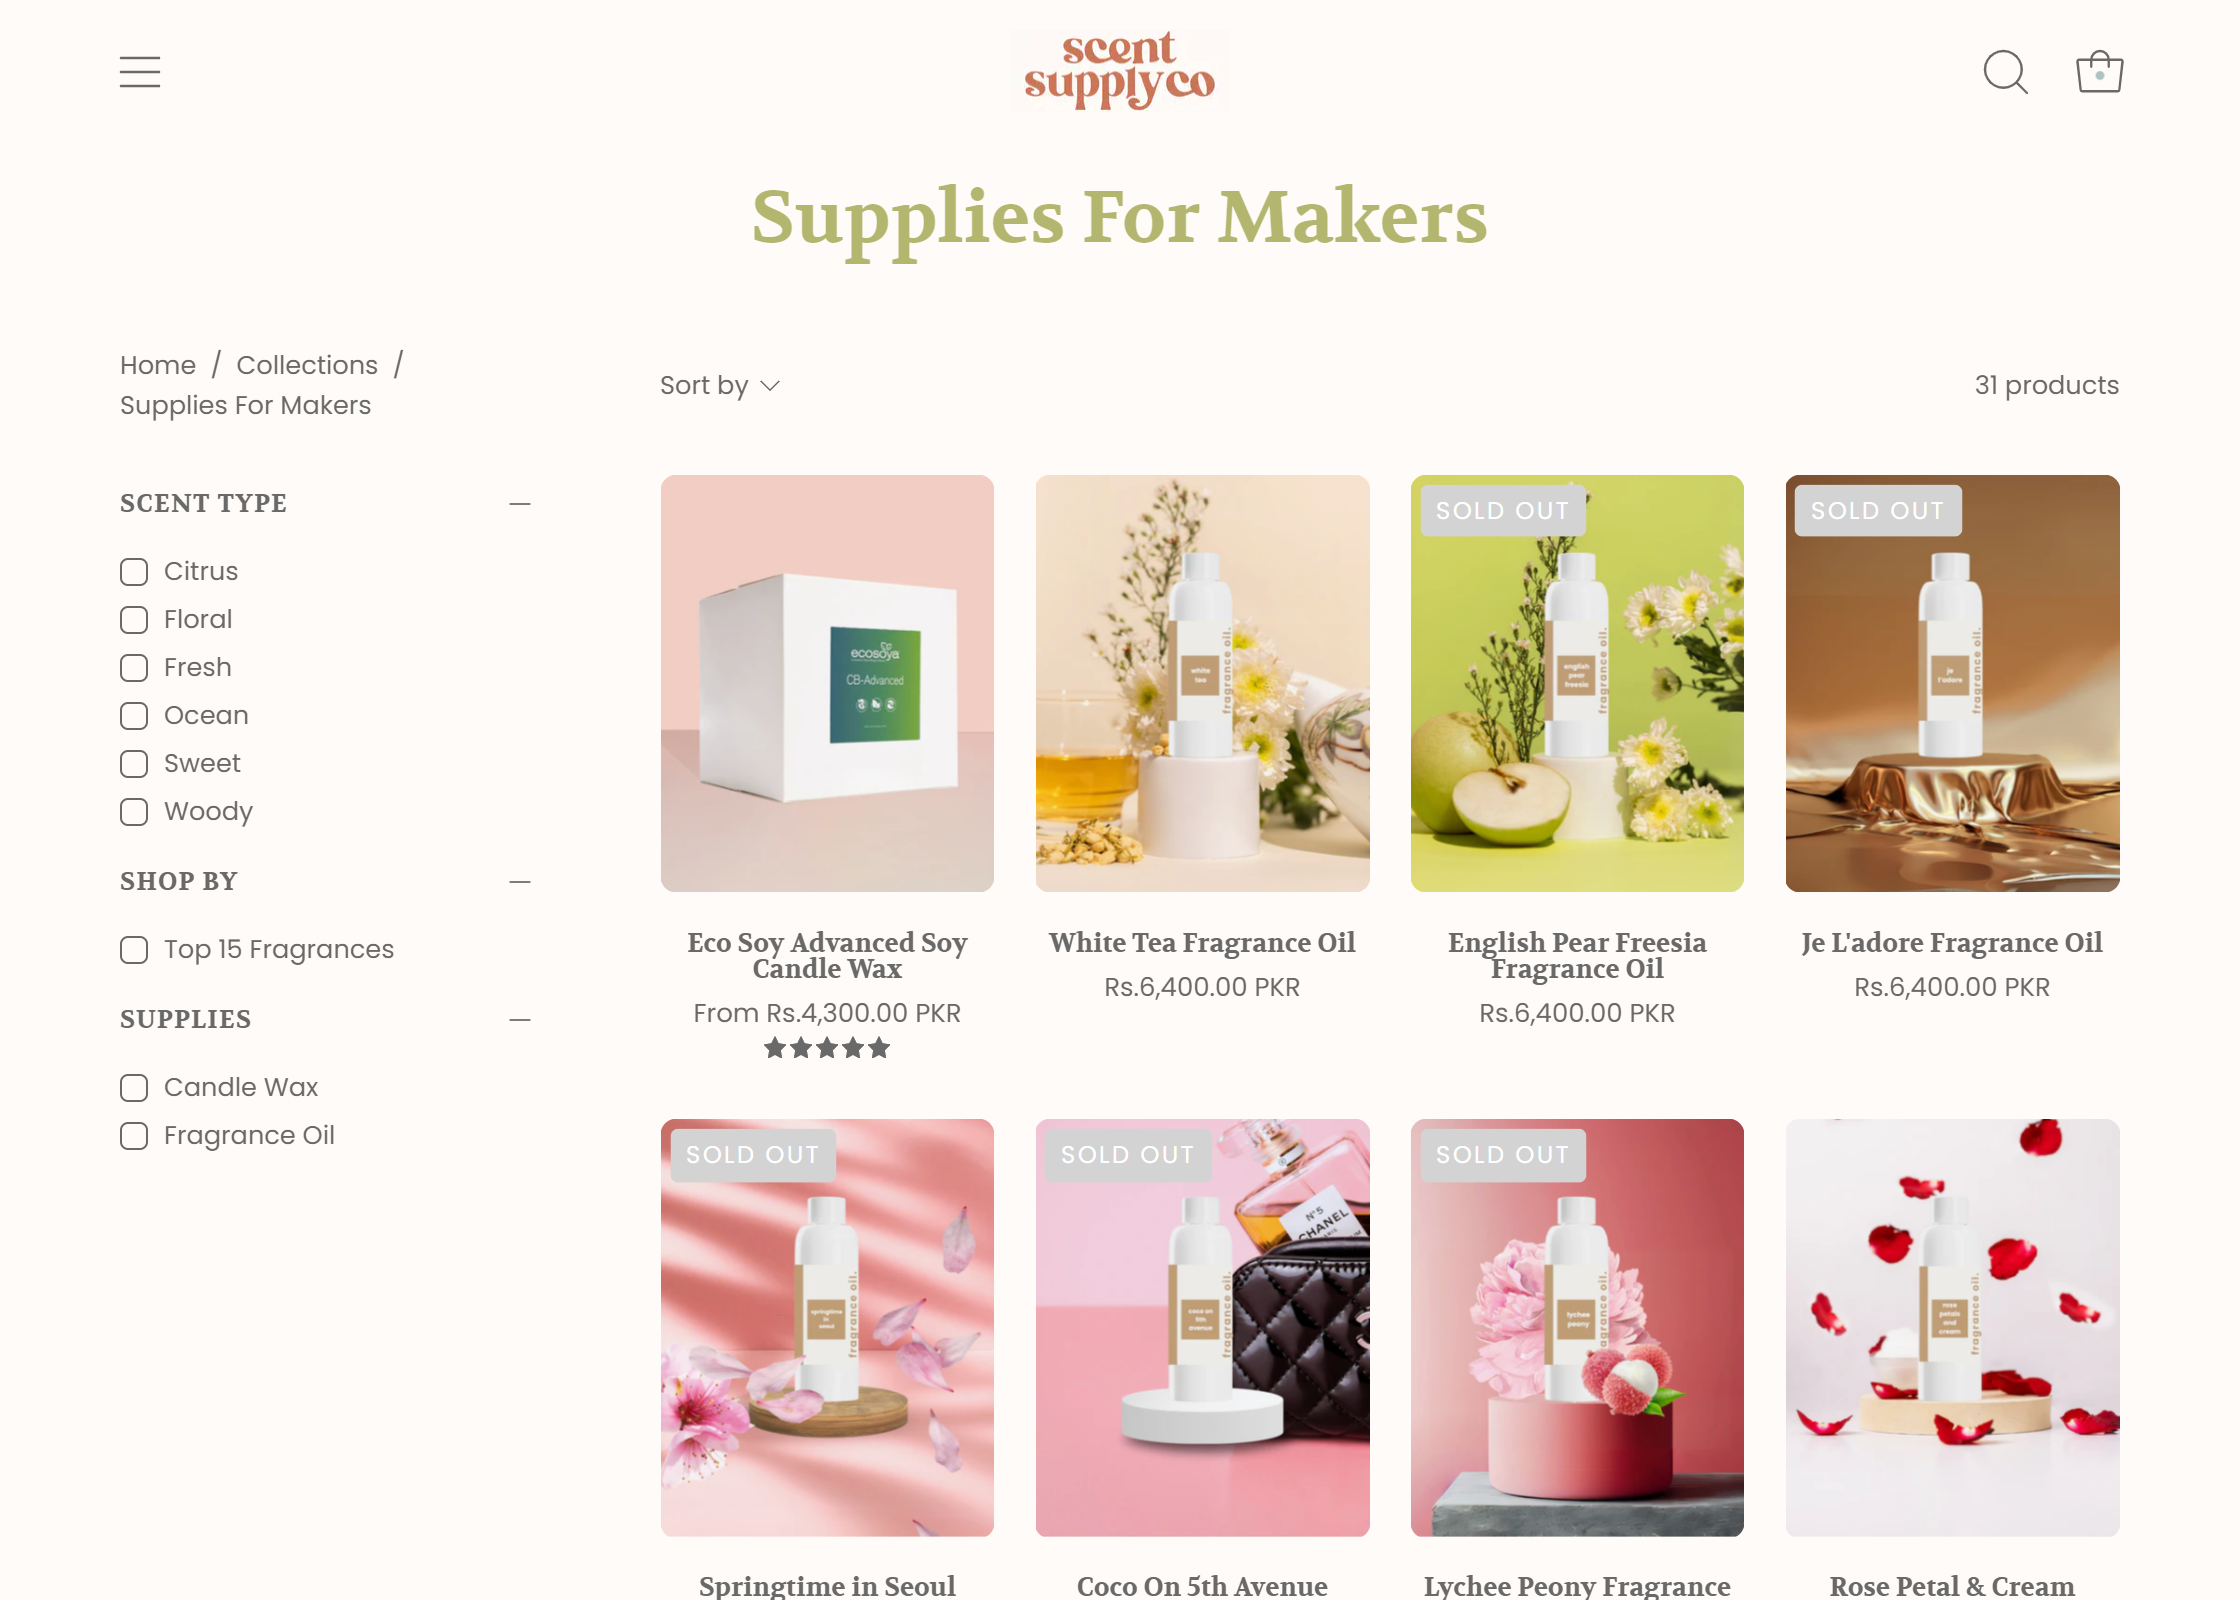 scent
supply co
Supplies For Makers
Home / Collections /
Supplies For Makers
Sort by
31 products
SCENT TYPE
Citrus
Floral
Fresh
Ocean
Sweet
Woody
SHOP BY
Top 15 Fragrances
SUPPLIES
Candle Wax
Fragrance Oil
ecosoya
CB-Advanced
Eco Soy Advanced Soy
Candle Wax
From Rs.4,300.00 PKR
white
tea
fragrance oil.
White Tea Fragrance Oil
Rs.6,400.00 PKR
SOLD OUT
english
pear
freesia
fragrance oil.
English Pear Freesia
Fragrance Oil
Rs.6,400.00 PKR
SOLD OUT
je
l'adore
fragrance oil.
Je L'adore Fragrance Oil
Rs.6,400.00 PKR
SOLD OUT
springtime
in
seoul
fragrance oil.
Springtime in Seoul
SOLD OUT
N°5
CHANEL
PARIS
coco on
5th
avenue
fragrance oil.
Coco On 5th Avenue
SOLD OUT
lychee
peony
Lychee Peony Fragrance
rose
petals
and
cream
fragrance oil.
Rose Petal & Cream